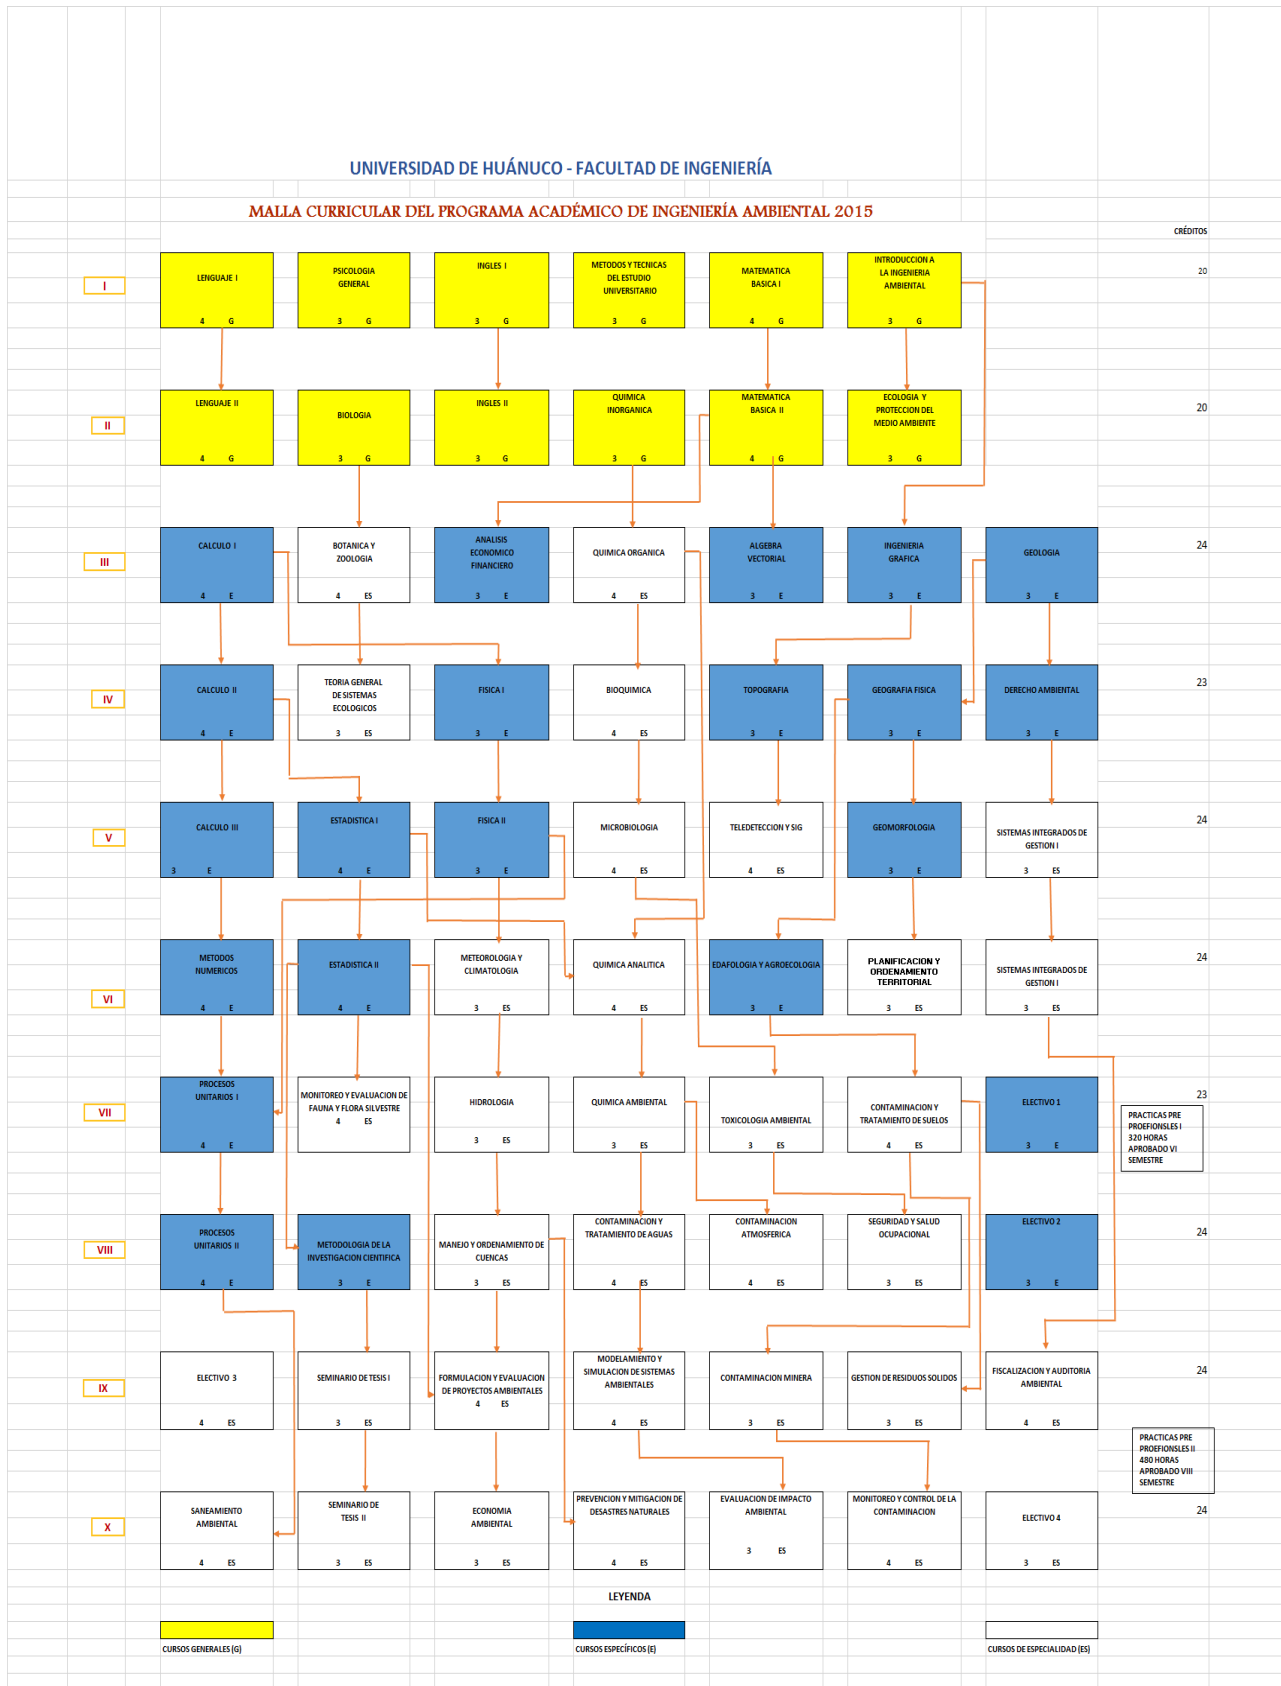 UNIVERSIDAD DE HUÁNUCO - FACULTAD DE INGENIERÍA
MALLA CURRICULAR DEL PROGRAMA ACADÉMICO DE INGENIERÍA AMBIENTAL 2015
CRÉDITOS
I
LENGUAJE I
4 G
PSICOLOGIA
GENERAL
3 G
INGLES I
3 G
METODOS Y TECNICAS
DEL ESTUDIO
UNIVERSITARIO
3 G
MATEMATICA
BASICA I
4 G
INTRODUCCION A
LA INGENIERIA
AMBIENTAL
3 G
20
II
LENGUAJE II
4 G
BIOLOGIA
3 G
INGLES II
3 G
QUIMICA
INORGANICA
3 G
MATEMATICA
BASICA II
4 G
ECOLOGIA Y
PROTECCION DEL
MEDIO AMBIENTE
3 G
20
III
CALCULO I
4 E
BOTANICA Y
ZOOLOGIA
4 ES
ANALISIS
ECONOMICO
FINANCIERO
3 E
QUIMICA ORGANICA
4 ES
ALGEBRA
VECTORIAL
3 E
INGENIERIA
GRAFICA
3 E
GEOLOGIA
3 E
24
IV
CALCULO II
4 E
TEORIA GENERAL
DE SISTEMAS
ECOLOGICOS
3 ES
FISICA I
3 E
BIOQUIMICA
4 ES
TOPOGRAFIA
3 E
GEOGRAFIA FISICA
3 E
DERECHO AMBIENTAL
3 E
23
V
CALCULO III
3 E
ESTADISTICA I
4 E
FISICA II
3 E
MICROBIOLOGIA
4 ES
TELEDETECCION Y SIG
4 ES
GEOMORFOLOGIA
3 E
SISTEMAS INTEGRADOS DE
GESTION I
3 ES
24
VI
METODOS
NUMERICOS
4 E
ESTADISTICA II
4 E
METEOROLOGIA Y
CLIMATOLOGIA
3 ES
QUIMICA ANALITICA
4 ES
EDAFOLOGIA Y AGROECOLOGIA
3 E
PLANIFICACION Y
ORDENAMIENTO
TERRITORIAL
3 ES
SISTEMAS INTEGRADOS DE
GESTION I
3 ES
24
VII
PROCESOS
UNITARIOS I
4 E
MONITOREO Y EVALUACION DE
FAUNA Y FLORA SILVESTRE
4 ES
HIDROLOGIA
3 ES
QUIMICA AMBIENTAL
3 ES
TOXICOLOGIA AMBIENTAL
3 ES
CONTAMINACION Y
TRATAMIENTO DE SUELOS
4 ES
ELECTIVO 1
3 E
23
PRACTICAS PRE
PROEFIONSLES I
320 HORAS
APROBADO VI
SEMESTRE
VIII
PROCESOS
UNITARIOS II
4 E
METODOLOGIA DE LA
INVESTIGACION CIENTIFICA
3 E
MANEJO Y ORDENAMIENTO DE
CUENCAS
3 ES
CONTAMINACION Y
TRATAMIENTO DE AGUAS
4 ES
CONTAMINACION
ATMOSFERICA
4 ES
SEGURIDAD Y SALUD
OCUPACIONAL
3 ES
ELECTIVO 2
3 E
24
IX
ELECTIVO 3
4 ES
SEMINARIO DE TESIS I
3 ES
FORMULACION Y EVALUACION
DE PROYECTOS AMBIENTALES
4 ES
MODELAMIENTO Y
SIMULACION DE SISTEMAS
AMBIENTALES
4 ES
CONTAMINACION MINERA
3 ES
GESTION DE RESIDUOS SOLIDOS
3 ES
FISCALIZACION Y AUDITORIA
AMBIENTAL
4 ES
24
PRACTICAS PRE
PROEFIONSLES II
480 HORAS
APROBADO VIII
SEMESTRE
X
SANEAMIENTO
AMBIENTAL
4 ES
SEMINARIO DE
TESIS II
3 ES
ECONOMIA
AMBIENTAL
3 ES
PREVENCION Y MITIGACION DE
DESASTRES NATURALES
4 ES
EVALUACION DE IMPACTO
AMBIENTAL
3 ES
MONITOREO Y CONTROL DE LA
CONTAMINACION
4 ES
ELECTIVO 4
3 ES
24
LEYENDA
CURSOS GENERALES (G)
CURSOS ESPECÍFICOS (E)
CURSOS DE ESPECIALIDAD (ES)